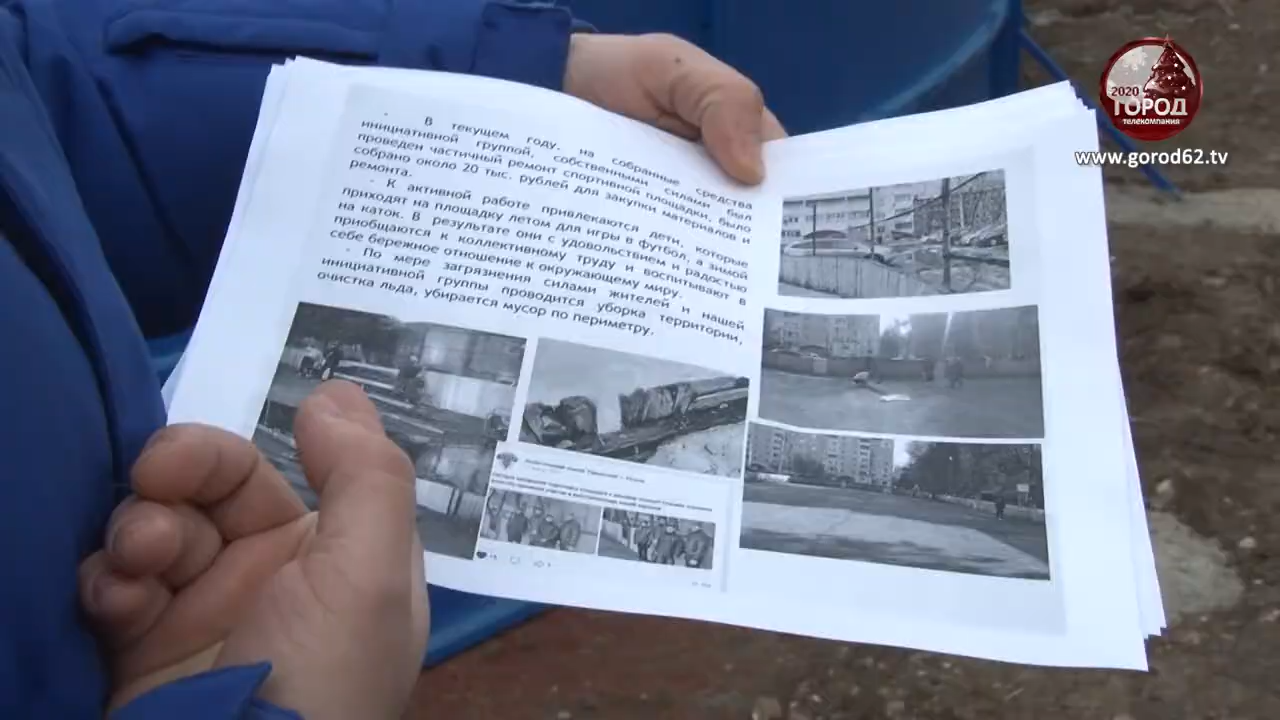 2020
ГОРОД
телекомпания
www.gorod62.tv
- В текущем году. на собранные средства
инициативной группой, собственными силами был
проведен частичный ремонт спортивной площадки, было
собрано около 20 тыс. рублей для закупки материалов и
ремонта.
- К активной работе привлекаются дети, которые
приходят на площадку летом для игры в футбол, а зимой
на каток. В результате они с удовольствием и радостью
приобщаются к коллективному труду и воспитывают в
себе бережное отношение к окружающему миру.
- По мере загрязнения силами жителей и нашей
инициативной группы проводится уборка территории,
очистка льда, убирается мусор по периметру.